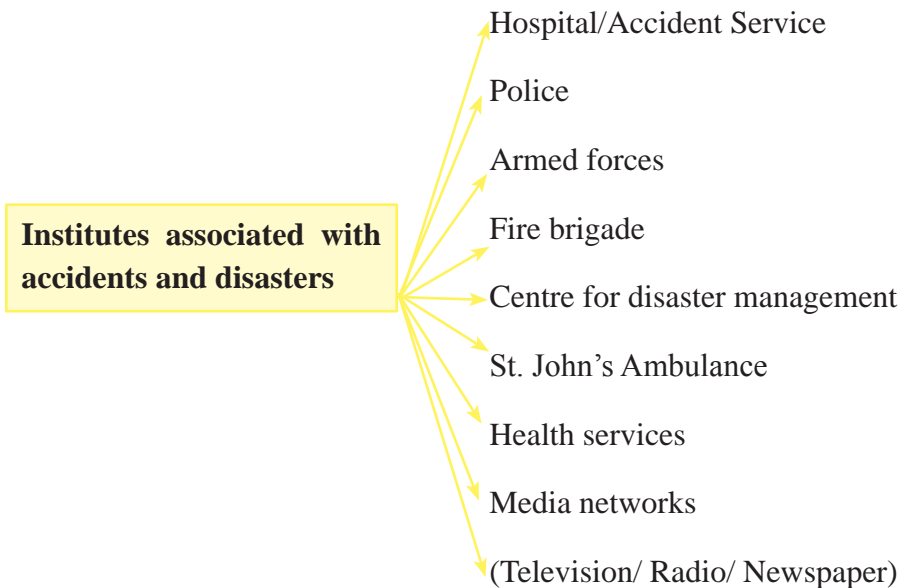 Hospital/Accident Service
Police
Armed forces
Fire brigade
Institutes associated with
accidents and disasters
Centre for disaster management
St. John’s Ambulance
Health services
Media networks
(Television/ Radio/ Newspaper)